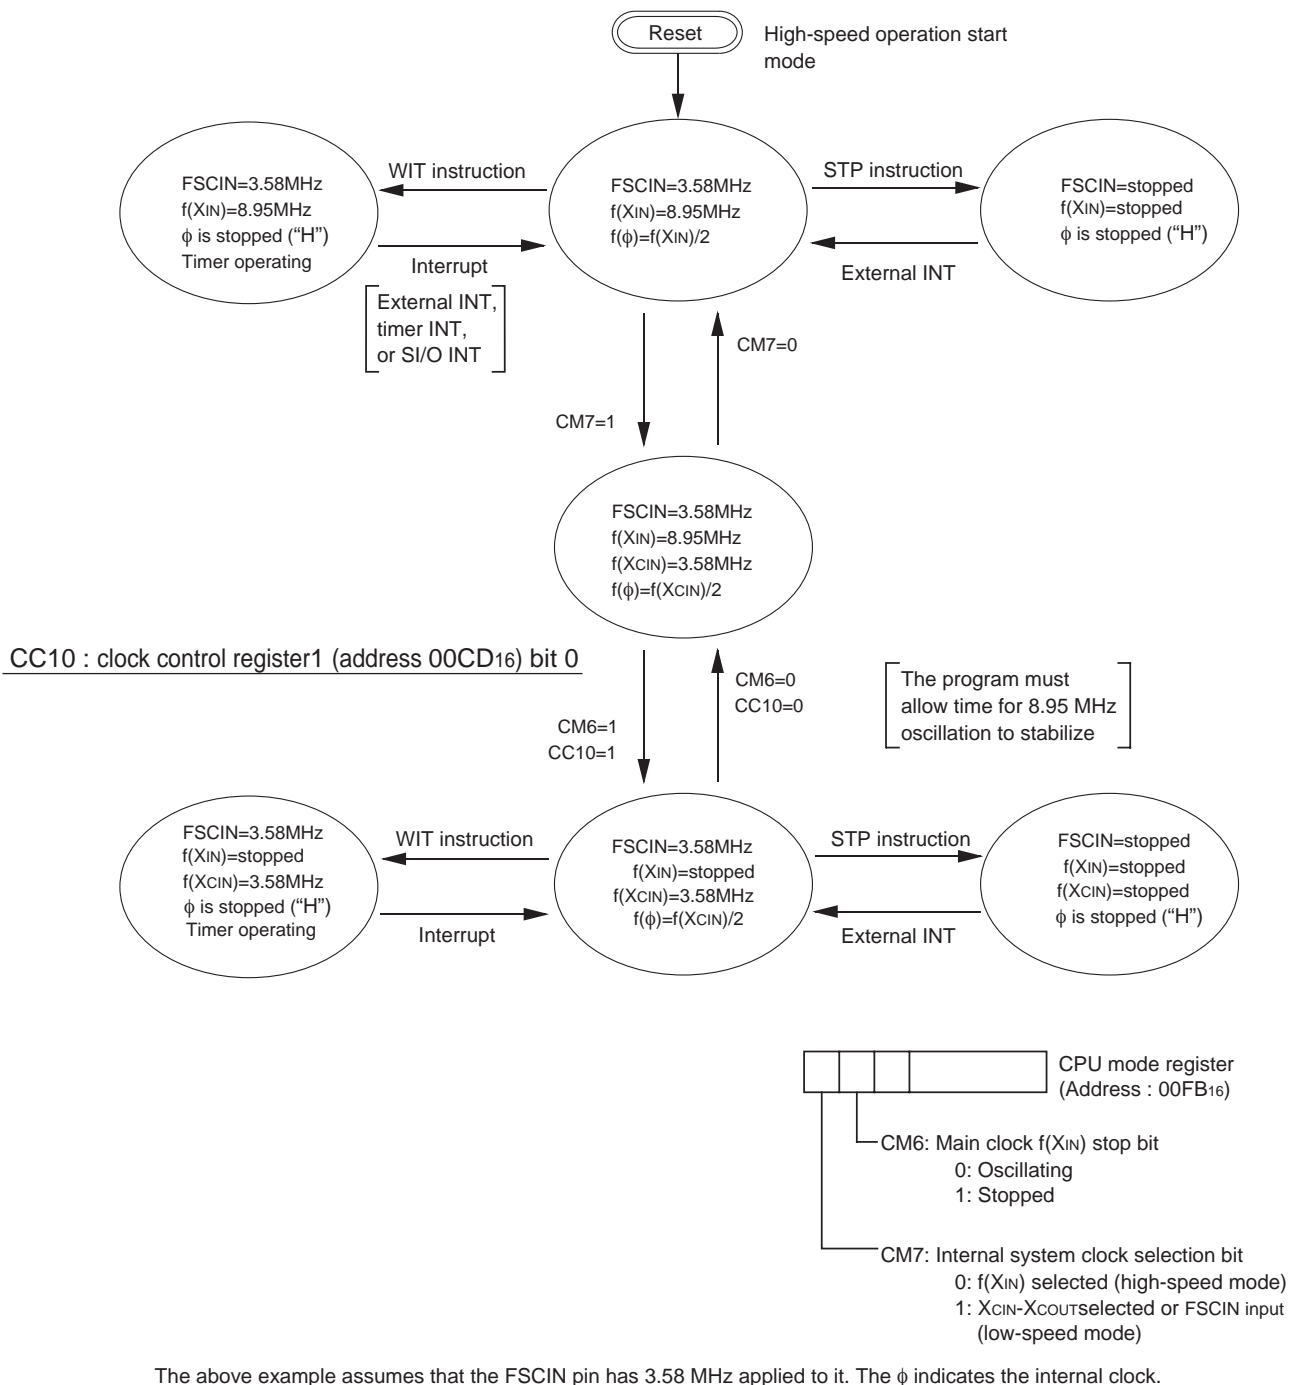 Reset
High-speed operation start
mode
FSCIN=3.58MHz
f(XIN)=8.95MHz
ϕ is stopped (“H”)
Timer operating
WIT instruction
Interrupt
External INT,
timer INT,
or SI/O INT
FSCIN=3.58MHz
f(XIN)=8.95MHz
f(ϕ)=f(XIN)/2
STP instruction
External INT
FSCIN=stopped
f(XIN)=stopped
ϕ is stopped (“H”)
CM7=0
CM7=1
FSCIN=3.58MHz
f(XIN)=8.95MHz
f(XCIN)=3.58MHz
f(ϕ)=f(XCIN)/2
CC10 : clock control register1 (address 00CD16) bit 0
CM6=0
CC10=0
CM6=1
CC10=1
The program must
allow time for 8.95 MHz
oscillation to stabilize
FSCIN=3.58MHz
f(XIN)=stopped
f(XCIN)=3.58MHz
ϕ is stopped (“H”)
Timer operating
WIT instruction
Interrupt
FSCIN=3.58MHz
f(XIN)=stopped
f(XCIN)=3.58MHz
f(ϕ)=f(XCIN)/2
STP instruction
External INT
FSCIN=stopped
f(XIN)=stopped
f(XCIN)=stopped
ϕ is stopped (“H”)
CPU mode register
(Address : 00FB16)
CM6: Main clock f(XIN) stop bit
0: Oscillating
1: Stopped
CM7: Internal system clock selection bit
0: f(XIN) selected (high-speed mode)
1: XCIN-XCOUTselected or FSCIN input
(low-speed mode)
The above example assumes that the FSCIN pin has 3.58 MHz applied to it. The ϕ indicates the internal clock.